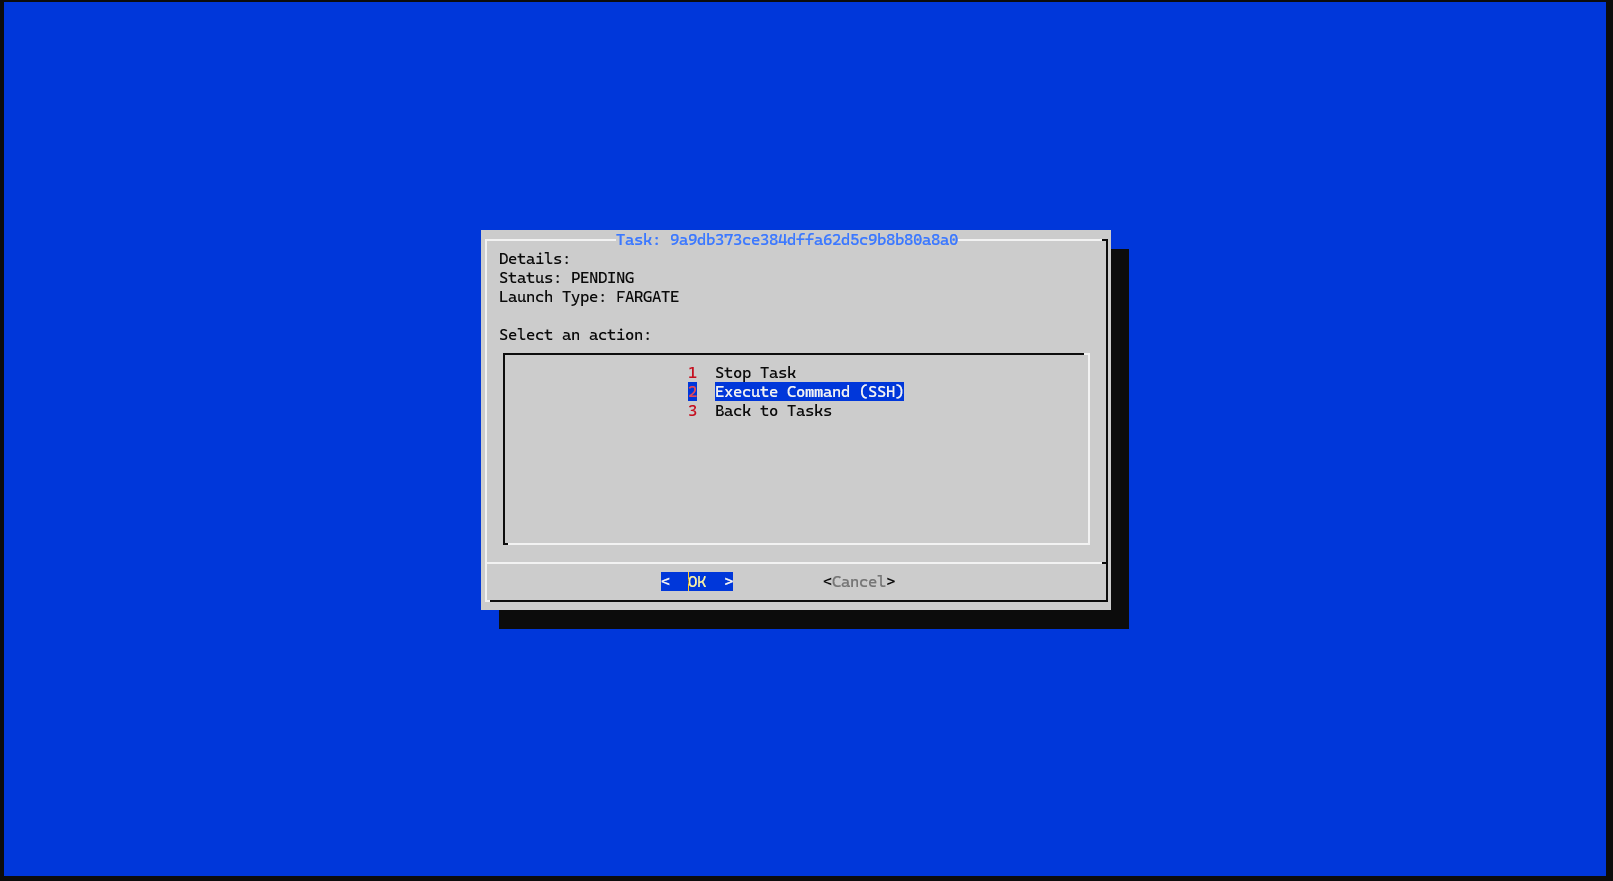 Task: 9a9db373ce384dffa62d5c9b8b80a8a0
Details:
Status: PENDING
Launch Type: FARGATE
Select an action:
1 Stop Task
2 Execute Command (SSH)
3 Back to Tasks
< OK > <Cancel>